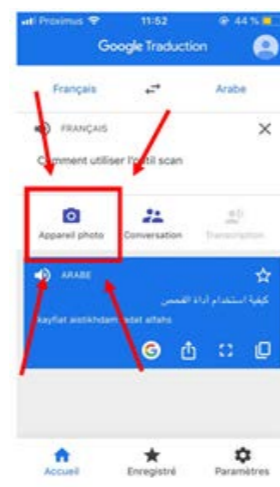 Proximus 11:52 44 %
Google Traduction
Français Arabe
FRANÇAIS
Comment utiliser l'outil scan
Appareil photo Conversation Transcription
ARABE
كيفية استخدام أداة الفحص
kayfiat aistikhdam 'adat alfahs
G
Accueil Enregistré Paramètres